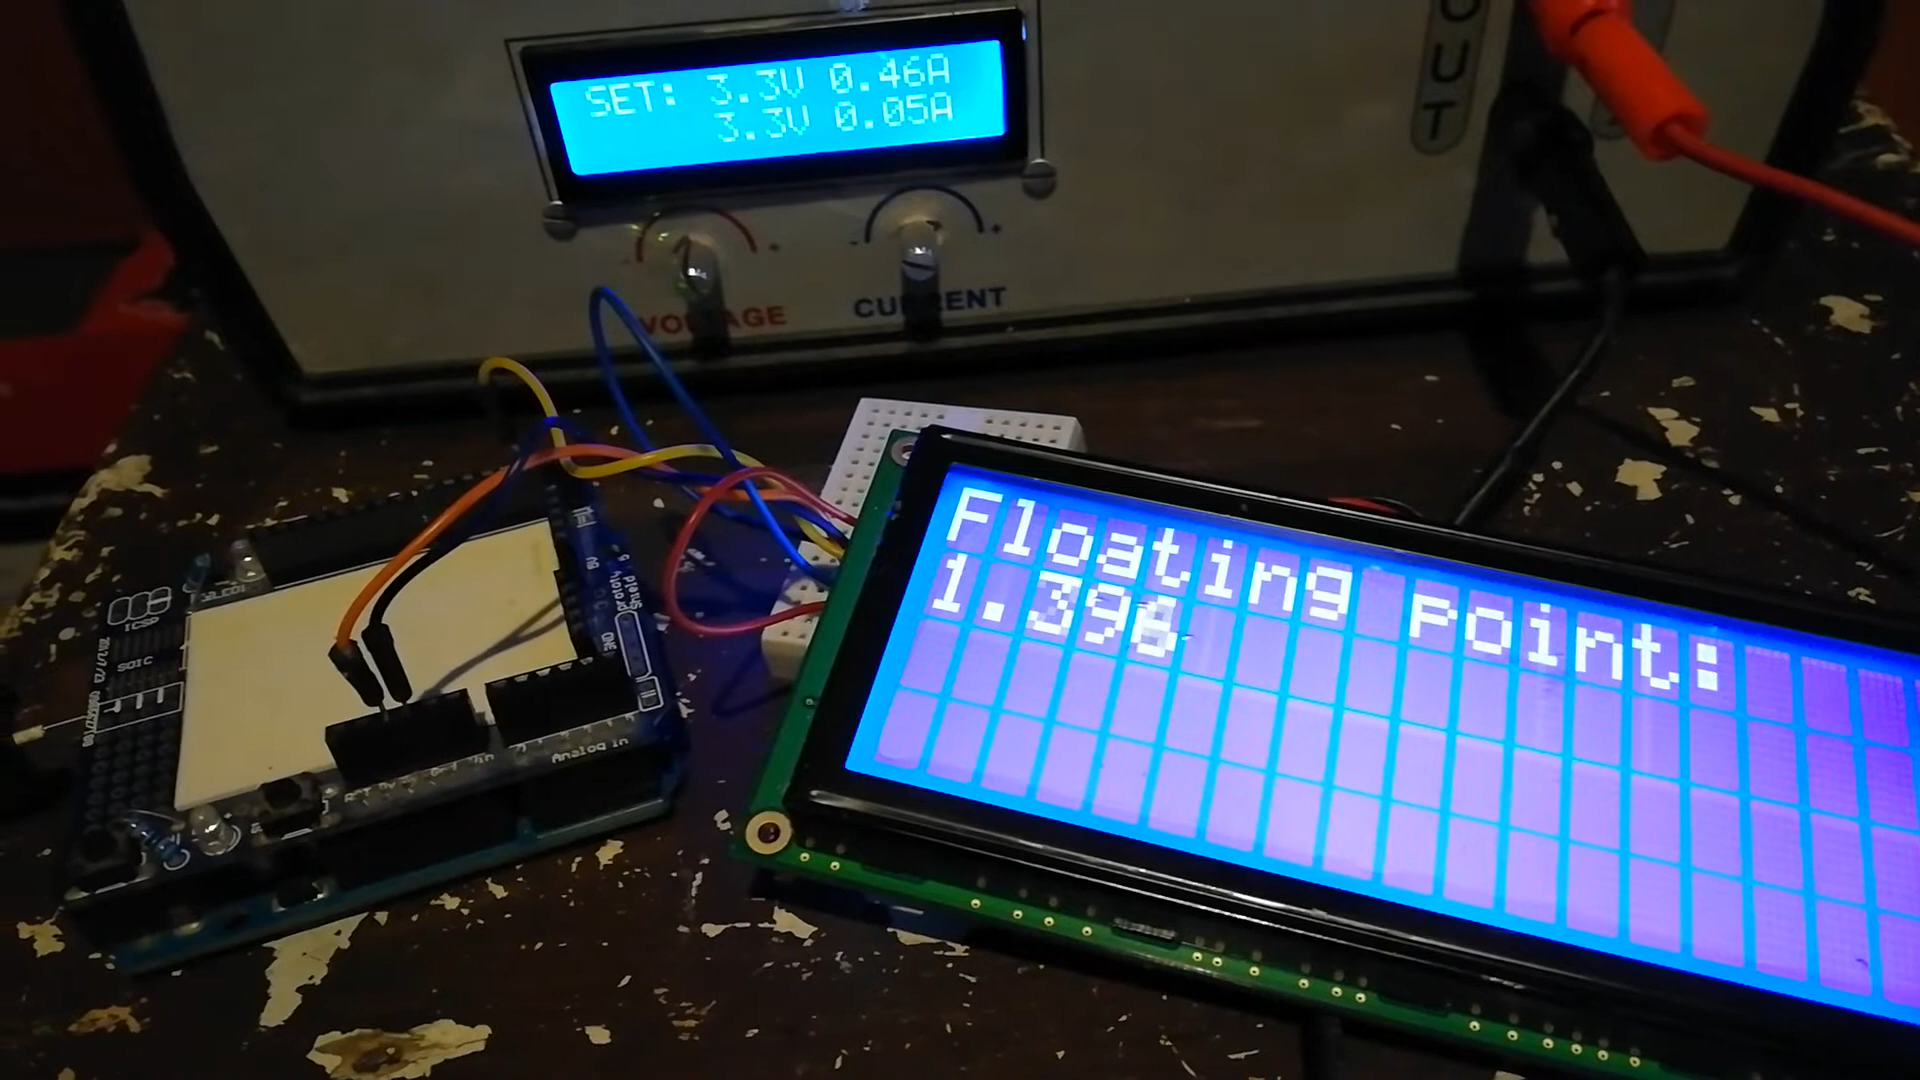 SET: 3.3V 0.46A
3.3V 0.05A
OUT
- +
- +
VOLTAGE
CURRENT
Floating point:
1.396
ICSP
SOIC
Analog in